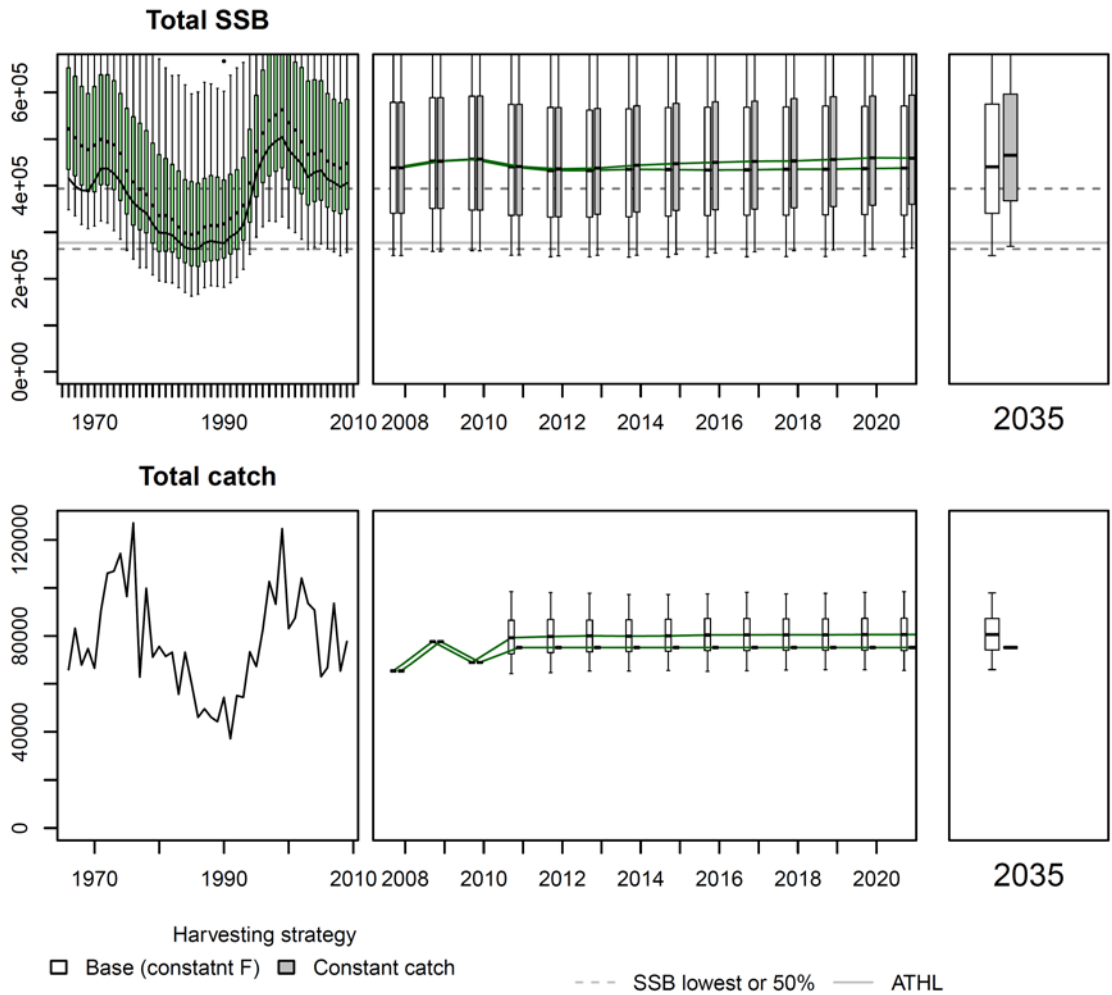 Total SSB
0e+00 2e+05 4e+05 6e+05
1970 1990 2010 2008 2010 2012 2014 2016 2018 2020 2035
Total catch
0 40000 80000 120000
1970 1990 2010 2008 2010 2012 2014 2016 2018 2020 2035
Harvesting strategy
Base (constatnt F) Constant catch
SSB lowest or 50% ATHL